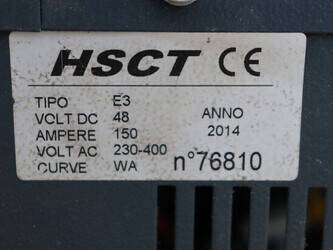 HSCT CE
TIPO E3
VOLT DC 48 ANNO
AMPERE 150 2014
VOLT AC 230-400
CURVE WA n°76810